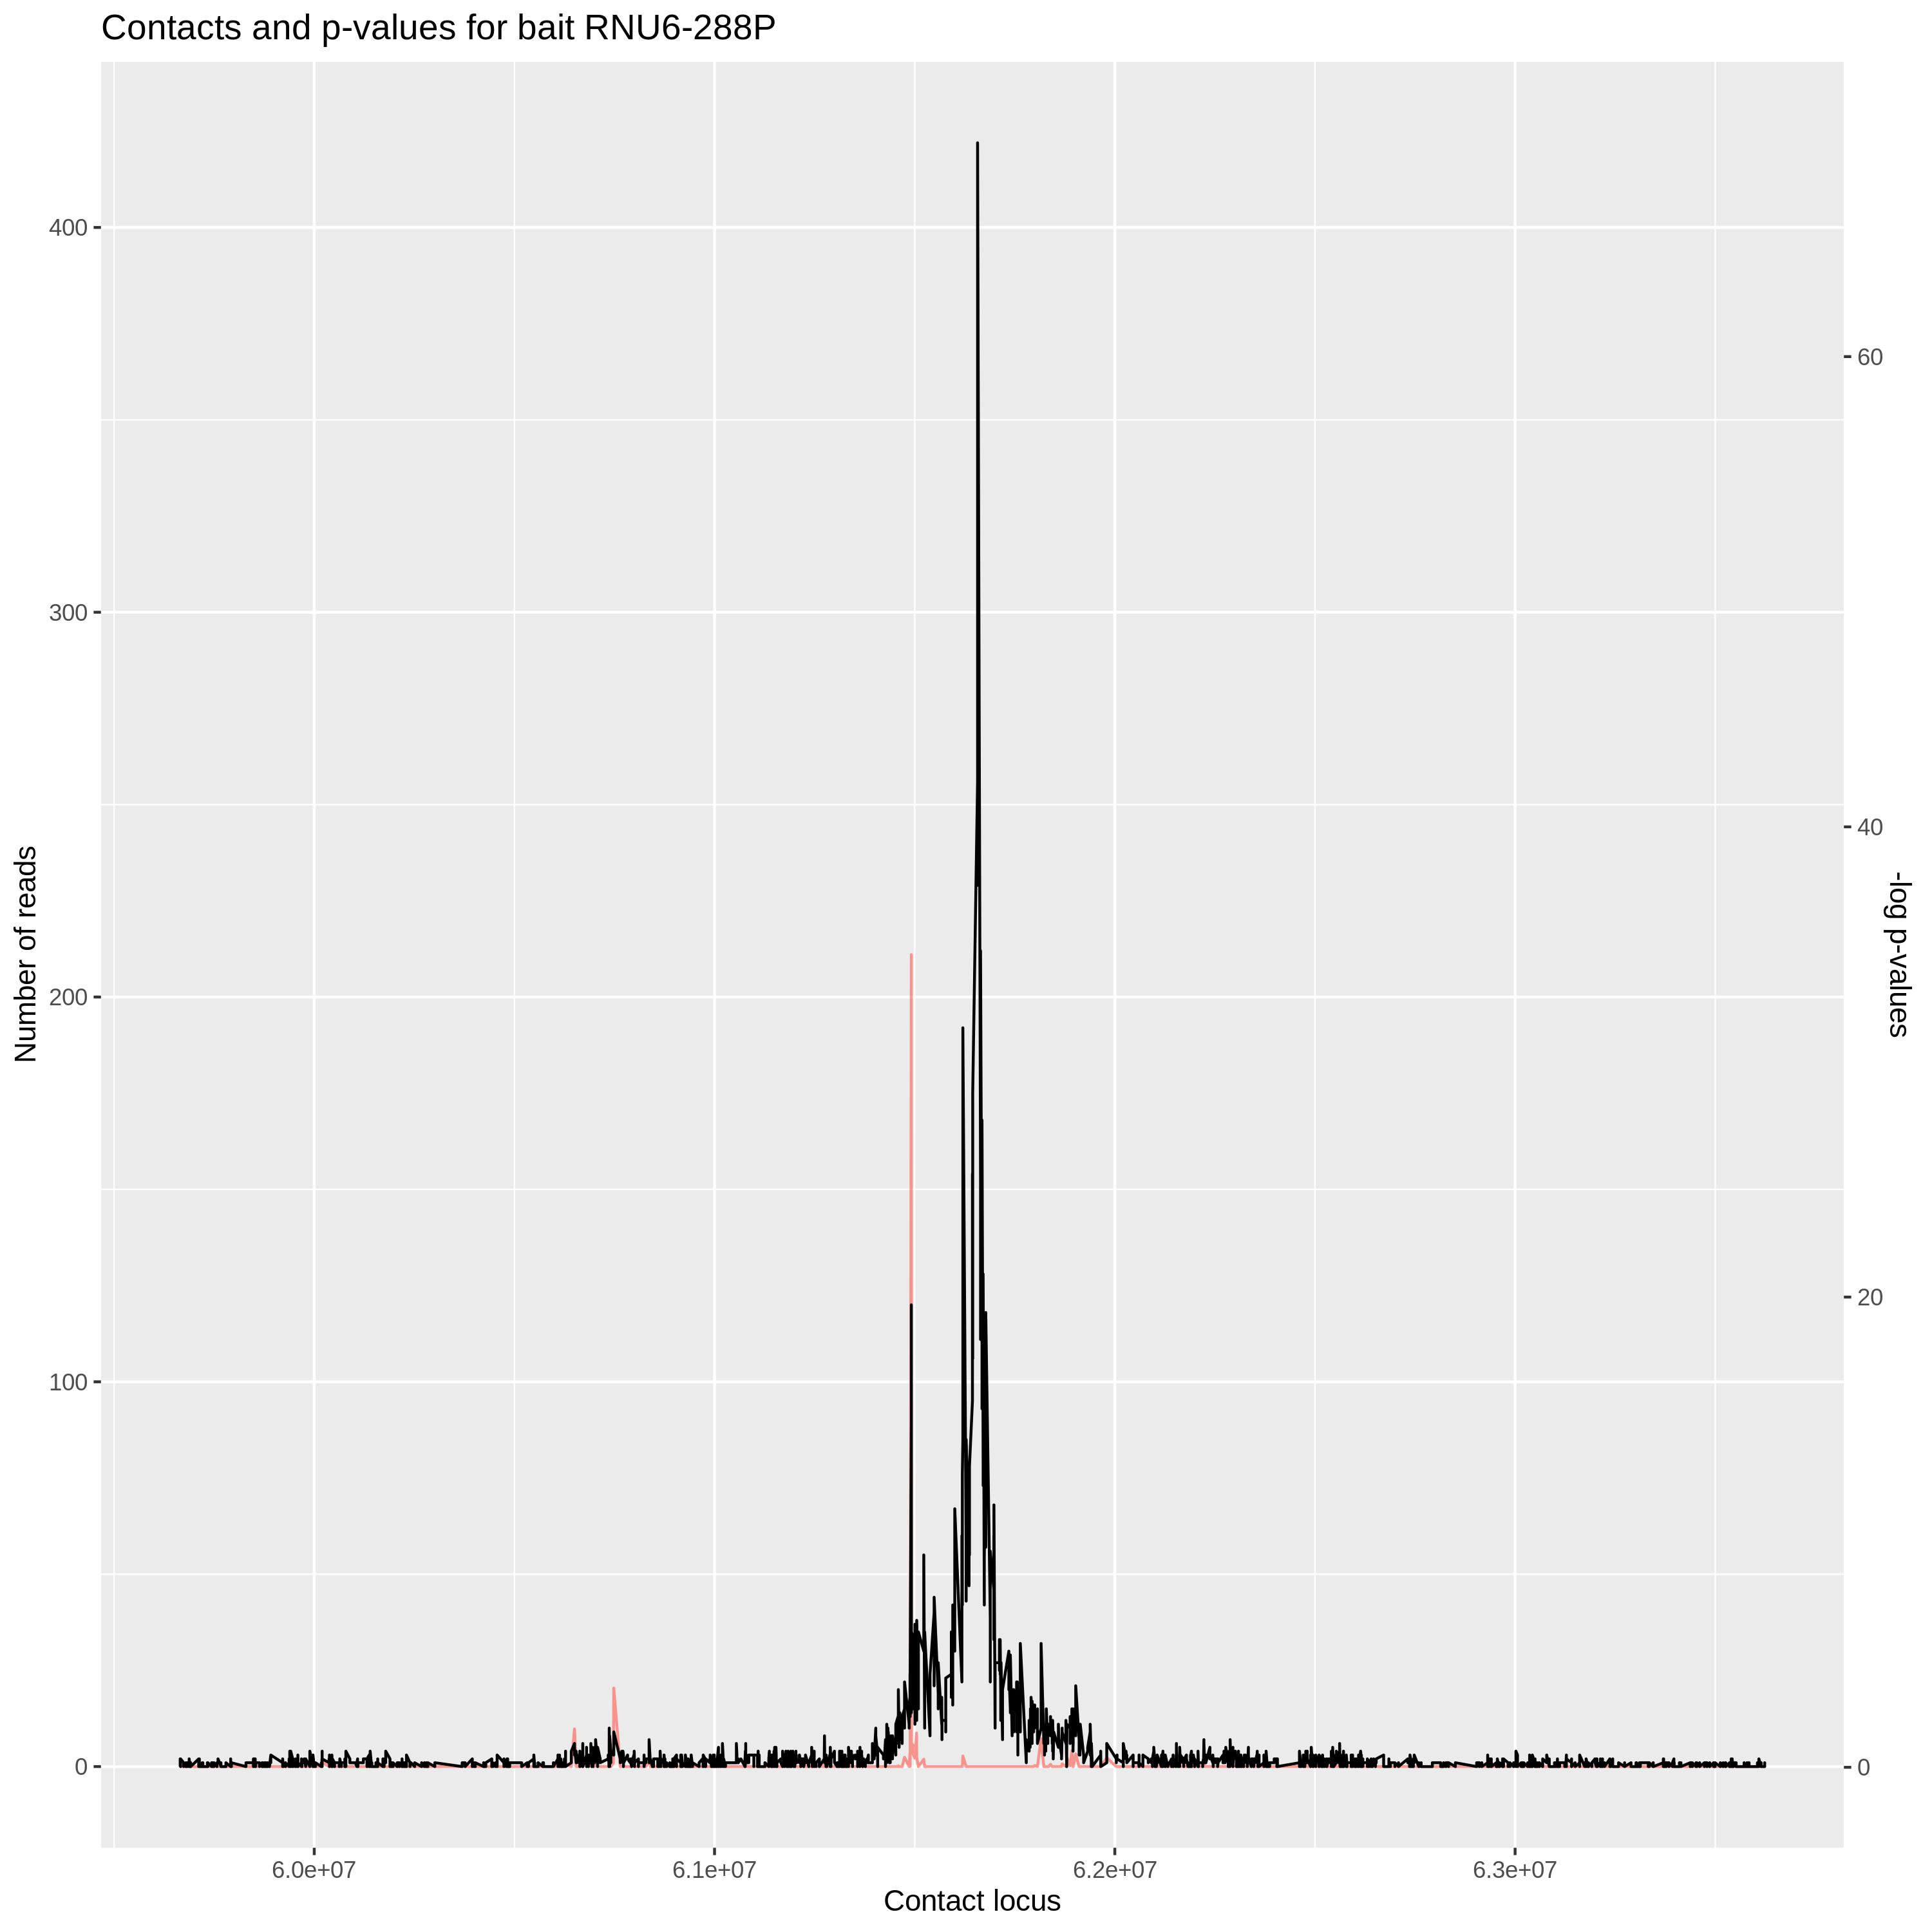 Contacts and p-values for bait RNU6-288P
400
300
200
100
0
Number of reads
60
40
20
0
-log p-values
6.0e+07
6.1e+07
6.2e+07
6.3e+07
Contact locus